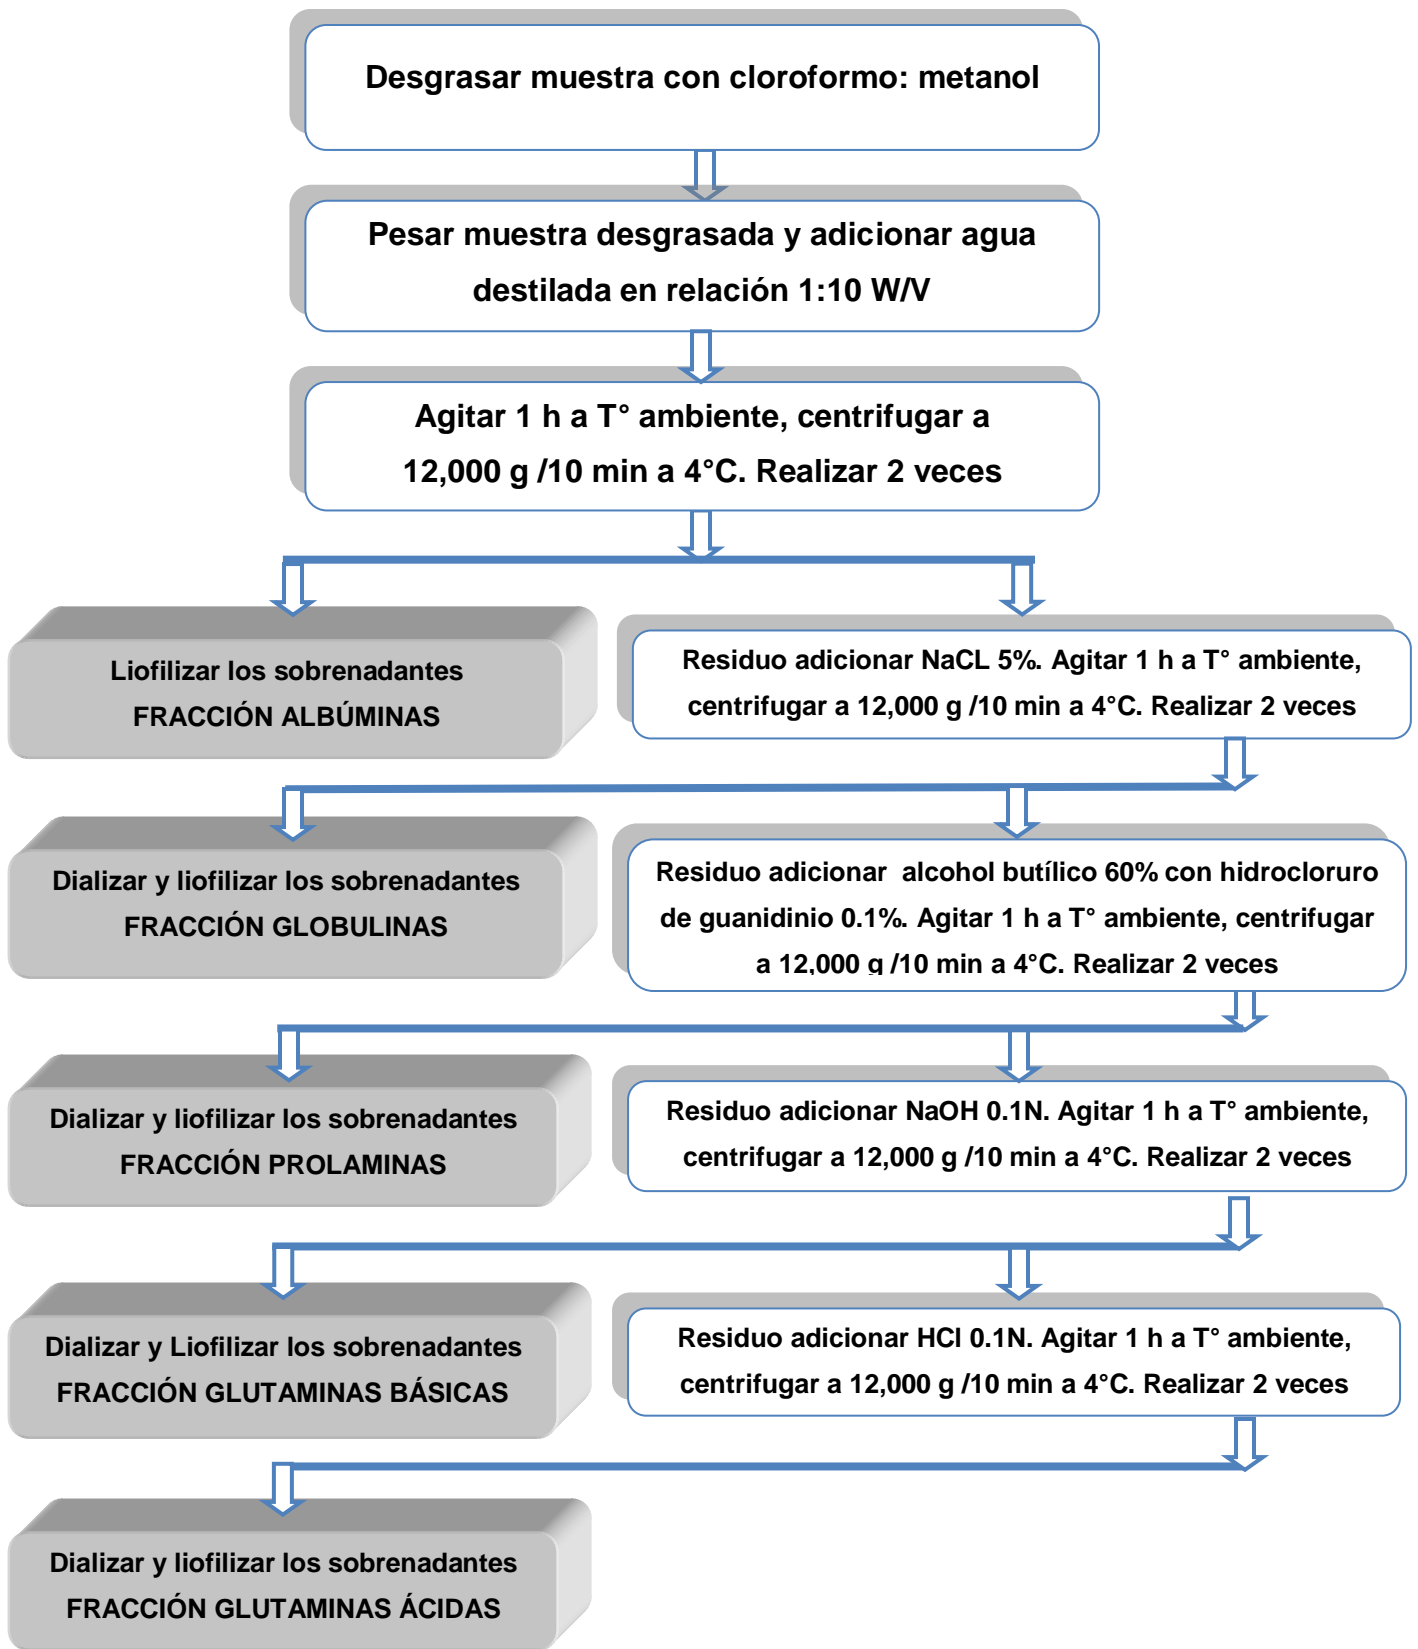 Desgrasar muestra con cloroformo: metanol
Pesar muestra desgrasada y adicionar agua
destilada en relación 1:10 W/V
Agitar 1 h a T° ambiente, centrifugar a
12,000 g /10 min a 4°C. Realizar 2 veces
Liofilizar los sobrenadantes
FRACCIÓN ALBÚMINAS
Residuo adicionar NaCL 5%. Agitar 1 h a T° ambiente,
centrifugar a 12,000 g /10 min a 4°C. Realizar 2 veces
Dializar y liofilizar los sobrenadantes
FRACCIÓN GLOBULINAS
Residuo adicionar  alcohol butílico 60% con hidrocloruro
de guanidinio 0.1%. Agitar 1 h a T° ambiente, centrifugar
a 12,000 g /10 min a 4°C. Realizar 2 veces
Dializar y liofilizar los sobrenadantes
FRACCIÓN PROLAMINAS
Residuo adicionar NaOH 0.1N. Agitar 1 h a T° ambiente,
centrifugar a 12,000 g /10 min a 4°C. Realizar 2 veces
Dializar y Liofilizar los sobrenadantes
FRACCIÓN GLUTAMINAS BÁSICAS
Residuo adicionar HCl 0.1N. Agitar 1 h a T° ambiente,
centrifugar a 12,000 g /10 min a 4°C. Realizar 2 veces
Dializar y liofilizar los sobrenadantes
FRACCIÓN GLUTAMINAS ÁCIDAS